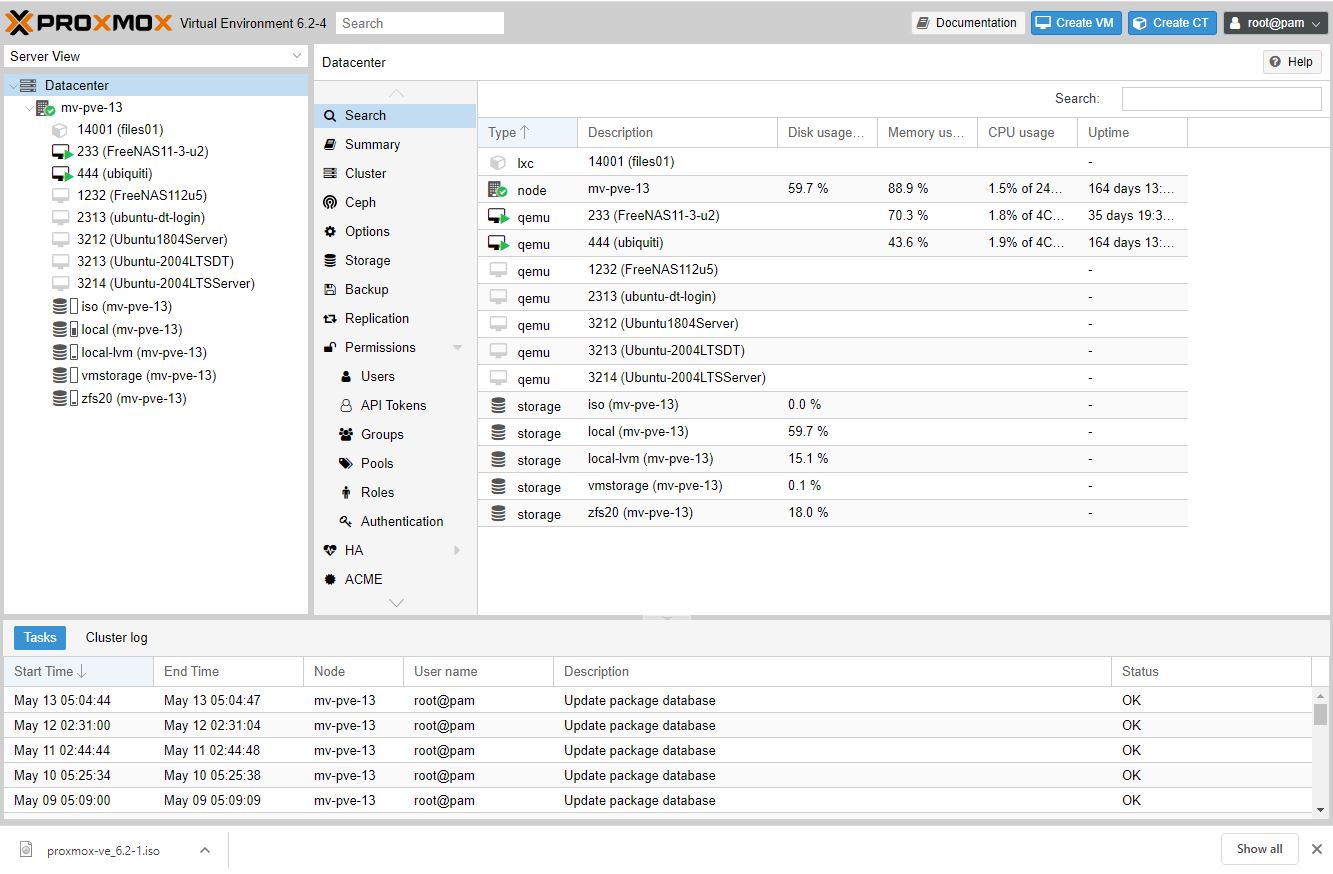 PROXMOX Virtual Environment 6.2-4 Search Documentation Create VM Create CT root@pam
Server View
Datacenter
mv-pve-13
14001 (files01)
233 (FreeNAS11-3-u2)
444 (ubiquiti)
1232 (FreeNAS112u5)
2313 (ubuntu-dt-login)
3212 (Ubuntu1804Server)
3213 (Ubuntu-2004LTSDT)
3214 (Ubuntu-2004LTSServer)
iso (mv-pve-13)
local (mv-pve-13)
local-lvm (mv-pve-13)
vmstorage (mv-pve-13)
zfs20 (mv-pve-13)
Datacenter Help
Search
Summary
Cluster
Ceph
Options
Storage
Backup
Replication
Permissions
Users
API Tokens
Groups
Pools
Roles
Authentication
HA
ACME
Search:
Type Description Disk usage... Memory us... CPU usage Uptime
lxc 14001 (files01) -
node mv-pve-13 59.7 % 88.9 % 1.5% of 24... 164 days 13:...
qemu 233 (FreeNAS11-3-u2) 70.3 % 1.8% of 4C... 35 days 19:3...
qemu 444 (ubiquiti) 43.6 % 1.9% of 4C... 164 days 13:...
qemu 1232 (FreeNAS112u5) -
qemu 2313 (ubuntu-dt-login) -
qemu 3212 (Ubuntu1804Server) -
qemu 3213 (Ubuntu-2004LTSDT) -
qemu 3214 (Ubuntu-2004LTSServer) -
storage iso (mv-pve-13) 0.0 % -
storage local (mv-pve-13) 59.7 % -
storage local-lvm (mv-pve-13) 15.1 % -
storage vmstorage (mv-pve-13) 0.1 % -
storage zfs20 (mv-pve-13) 18.0 % -
Tasks Cluster log
Start Time End Time Node User name Description Status
May 13 05:04:44 May 13 05:04:47 mv-pve-13 root@pam Update package database OK
May 12 02:31:00 May 12 02:31:04 mv-pve-13 root@pam Update package database OK
May 11 02:44:44 May 11 02:44:48 mv-pve-13 root@pam Update package database OK
May 10 05:25:34 May 10 05:25:38 mv-pve-13 root@pam Update package database OK
May 09 05:09:00 May 09 05:09:09 mv-pve-13 root@pam Update package database OK
proxmox-ve_6.2-1.iso Show all